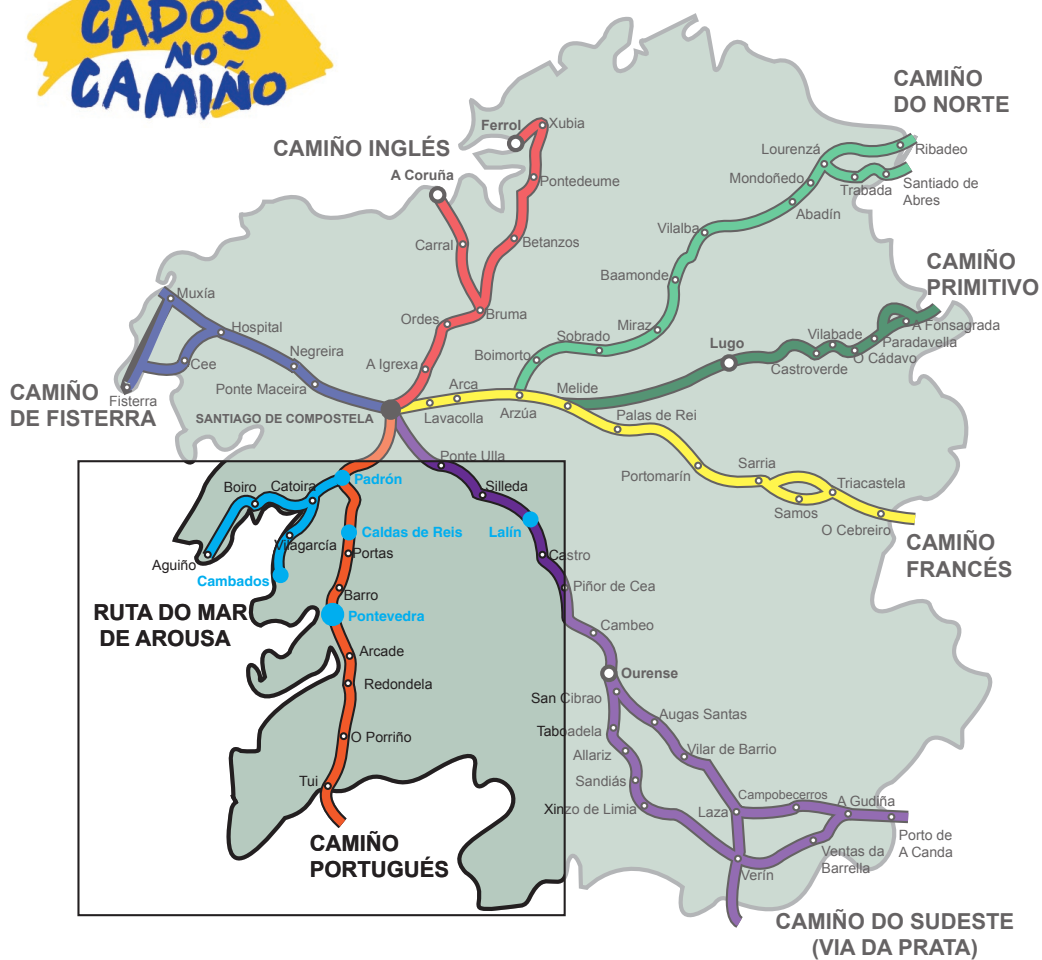 CADOS
NO
CAMIÑO
CAMIÑO
DO NORTE
Ferrol
Xubia
CAMIÑO INGLÉS
Lourenzá
Ribadeo
A Coruña
Pontedeume
Mondoñedo
Trabada
Santiado de
Abres
Abadín
Carral
Betanzos
Vilalba
CAMIÑO
PRIMITIVO
Baamonde
Muxía
Hospital
Ordes
Bruma
Miraz
Sobrado
Lugo
Vilabade
A Fonsagrada
Paradavella
O Cádavo
Castroverde
Negreira
Cee
A Igrexa
Boimorto
Ponte Maceira
Arca
Melide
CAMIÑO
DE FISTERRA
Fisterra
SANTIAGO DE COMPOSTELA
Lavacolla
Arzúa
Palas de Rei
Ponte Ulla
Portomarín
Sarria
Triacastela
Samos
O Cebreiro
CAMIÑO
FRANCÉS
Boiro
Catoira
Padrón
Silleda
Lalín
Caldas de Reis
Vilagarcía
Portas
Aguiño
Cambados
Castro
Piñor de Cea
Barro
RUTA DO MAR
DE AROUSA
Pontevedra
Cambeo
Arcade
Ourense
Redondela
San Cibrao
Augas Santas
O Porriño
Taboadela
Vilar de Barrio
Allariz
Tui
Sandiás
Xinzo de Limia
Campobecerros
A Gudiña
Laza
Porto de
A Canda
CAMIÑO
PORTUGUÉS
Ventas da
Barrella
Verín
CAMIÑO DO SUDESTE
(VIA DA PRATA)